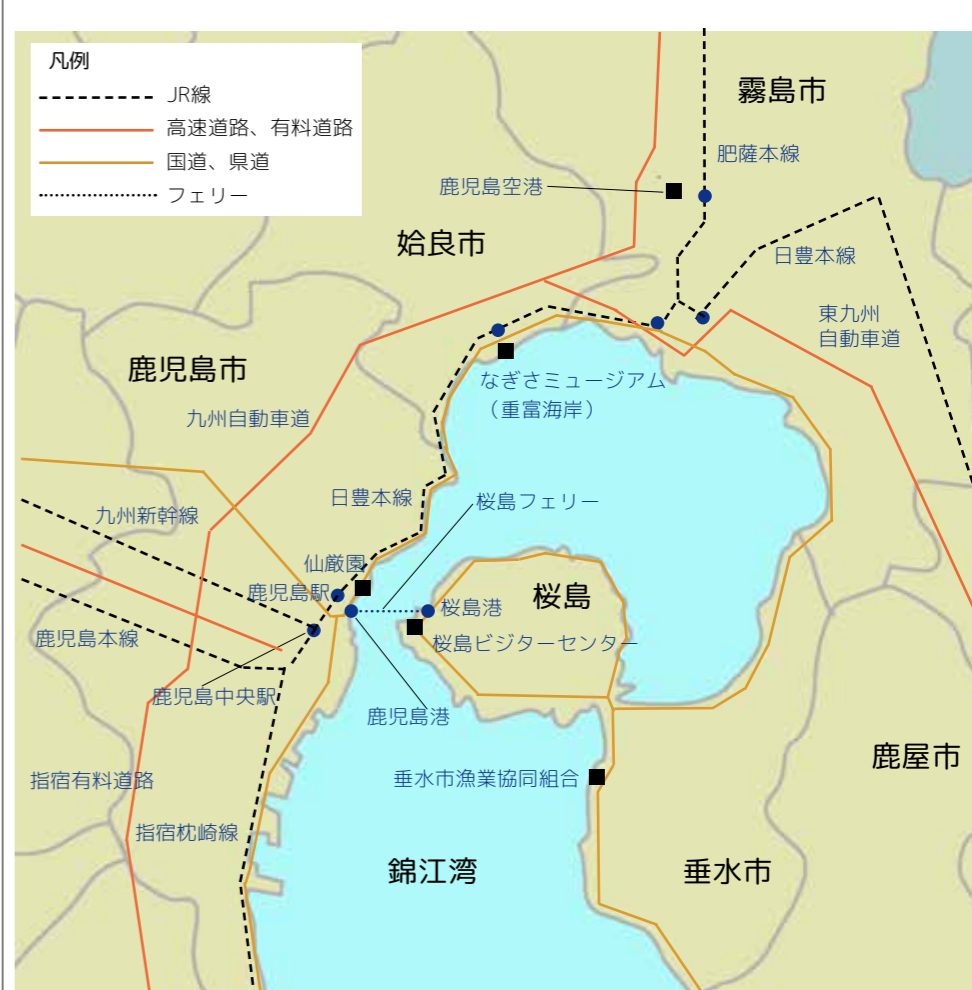 凡例
JR線
高速道路、有料道路
国道、県道
フェリー
霧島市
肥薩本線
鹿児島空港
姶良市
日豊本線
東九州
自動車道
鹿児島市
なぎさミュージアム
（重富海岸）
九州自動車道
日豊本線
桜島フェリー
九州新幹線
仙厳園
鹿児島駅
桜島
桜島港
鹿児島本線
桜島ビジターセンター
鹿児島中央駅
鹿児島港
指宿有料道路
垂水市漁業協同組合
鹿屋市
指宿枕崎線
錦江湾
垂水市